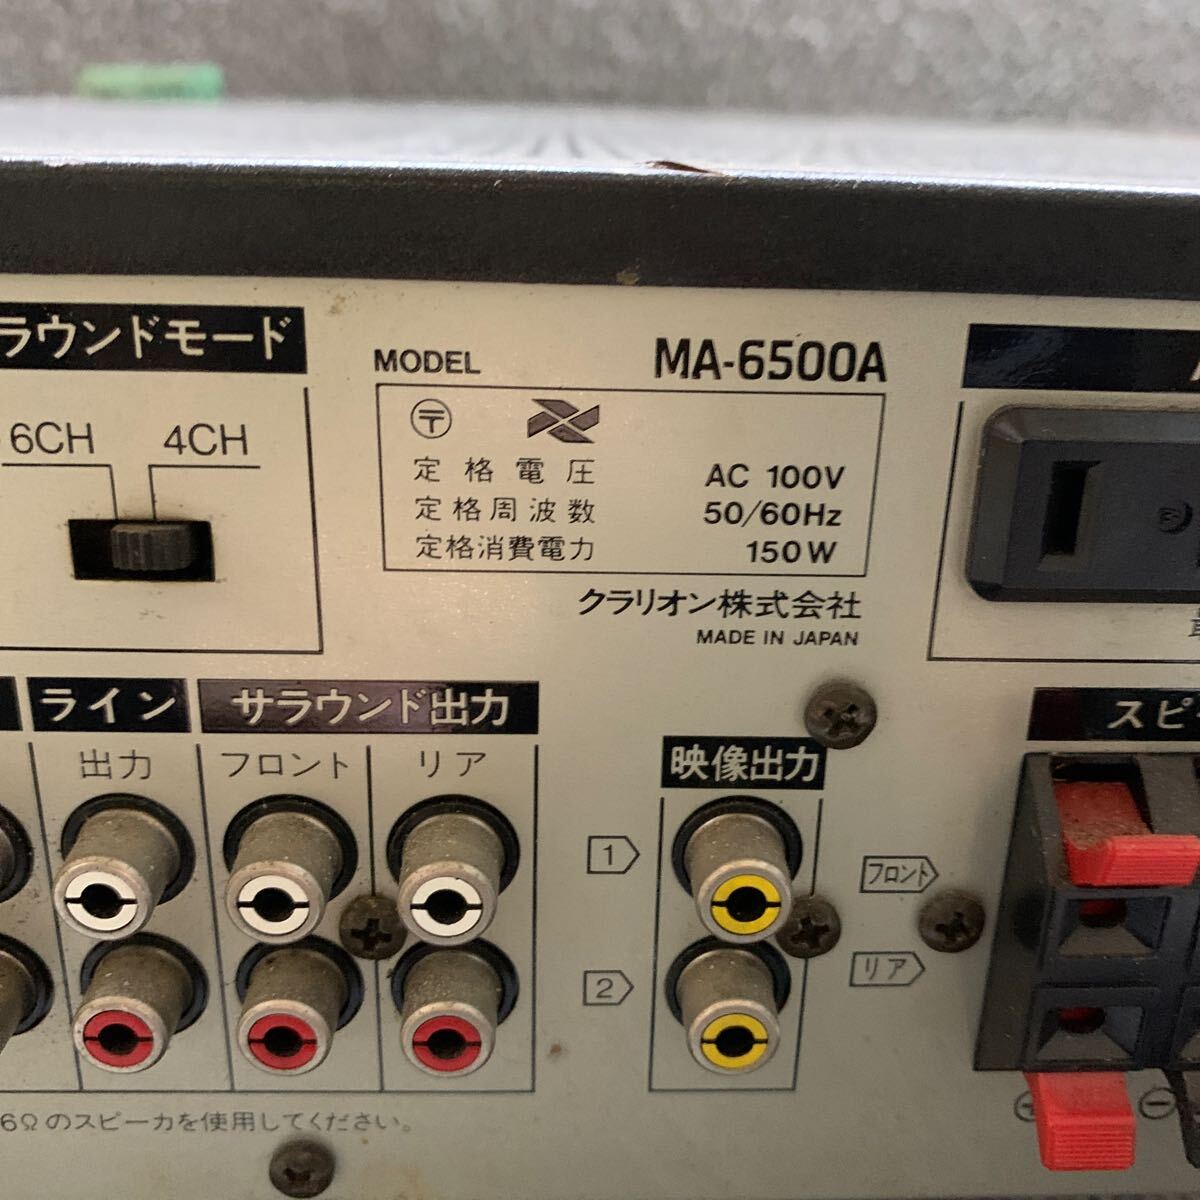 ラウンドモード
6CH 4CH
MODEL MA-6500A
〒
定格電圧 AC 100V
定格周波数 50/60Hz
定格消費電力 150W
クラリオン株式会社
MADE IN JAPAN
ライン
サラウンド出力
出力
フロント
リア
映像出力
1
2
スピ
フロント
リア
⊕ ⊖
6Ωのスピーカを使用してください。